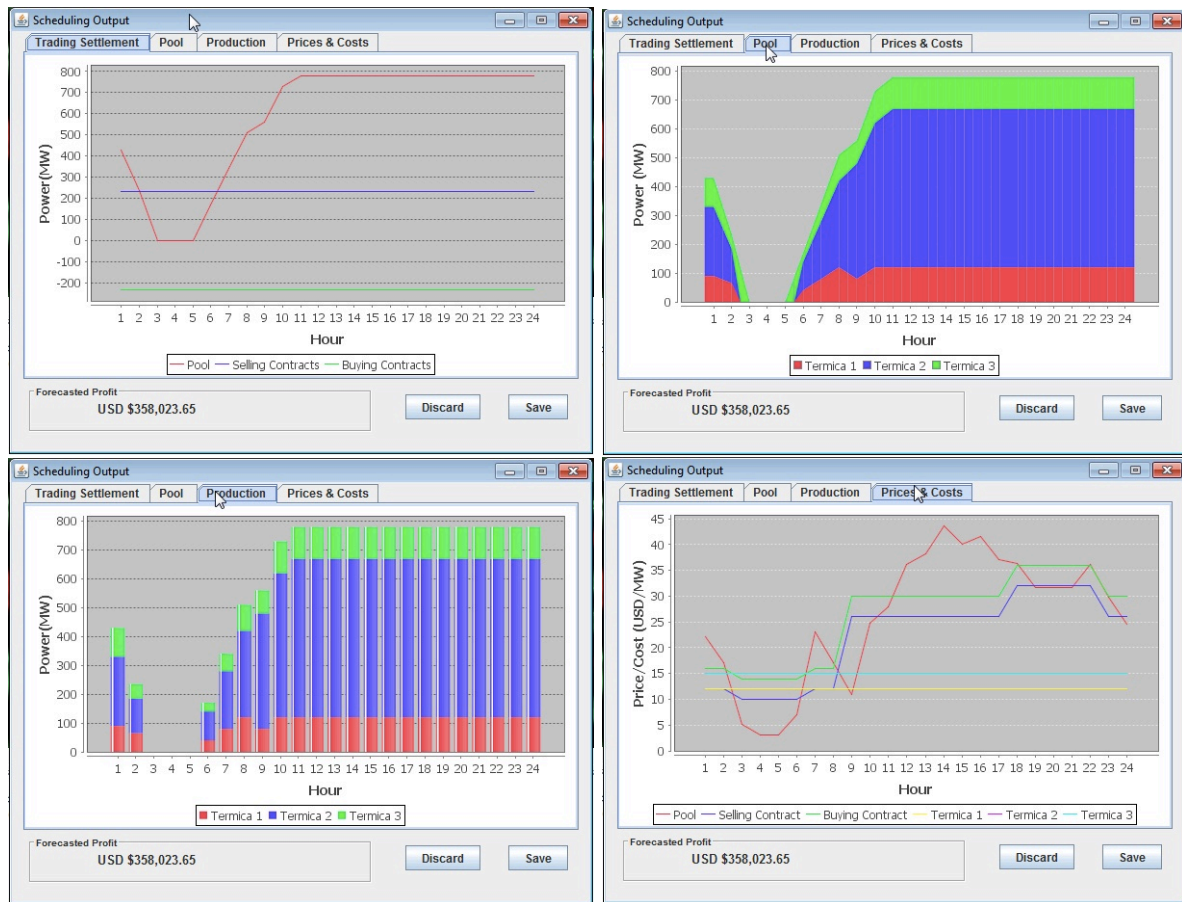 Scheduling Output
Trading Settlement Pool Production Prices & Costs
800
700
600
500
400
300
200
100
0
-100
-200
Power(MW)
1 2 3 4 5 6 7 8 9 10 11 12 13 14 15 16 17 18 19 20 21 22 23 24
Hour
Pool Selling Contracts Buying Contracts
Forecasted Profit
USD $358,023.65
Discard Save
Scheduling Output
Trading Settlement Pool Production Prices & Costs
800
700
600
500
400
300
200
100
0
Power (MW)
1 2 3 4 5 6 7 8 9 10 11 12 13 14 15 16 17 18 19 20 21 22 23 24
Hour
Termica 1 Termica 2 Termica 3
Forecasted Profit
USD $358,023.65
Discard Save
Scheduling Output
Trading Settlement Pool Production Prices & Costs
800
700
600
500
400
300
200
100
0
Power(MW)
1 2 3 4 5 6 7 8 9 10 11 12 13 14 15 16 17 18 19 20 21 22 23 24
Hour
Termica 1 Termica 2 Termica 3
Forecasted Profit
USD $358,023.65
Discard Save
Scheduling Output
Trading Settlement Pool Production Prices & Costs
45
40
35
30
25
20
15
10
5
0
Price/Cost (USD/MW)
1 2 3 4 5 6 7 8 9 10 11 12 13 14 15 16 17 18 19 20 21 22 23 24
Hour
Pool Selling Contract Buying Contract Termica 1 Termica 2 Termica 3
Forecasted Profit
USD $358,023.65
Discard Save